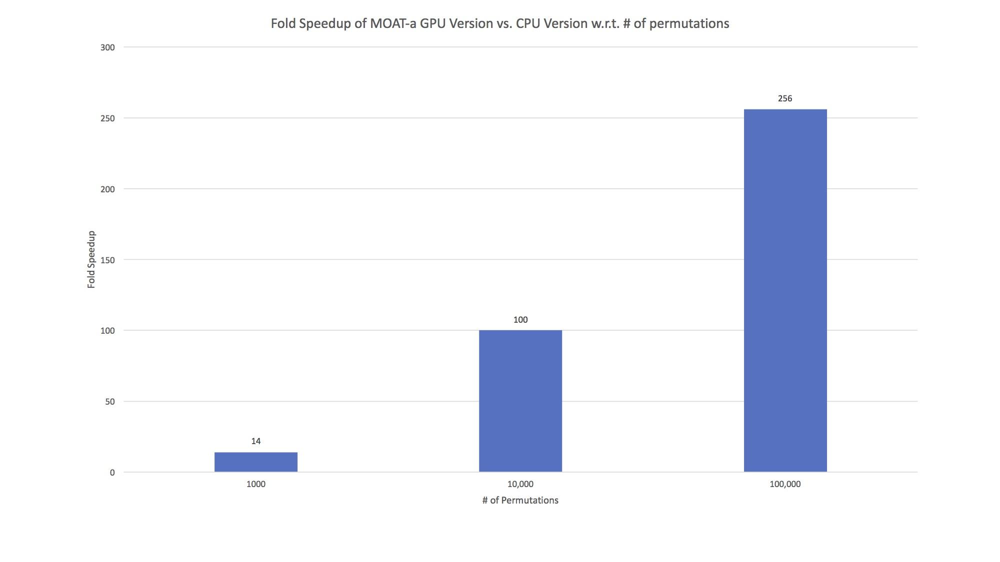 Fold Speedup of MOAT-a GPU Version vs. CPU Version w.r.t. # of permutations
300
256
250
200
Fold Speedup
150
100
100
50
14
0
1000 10,000 100,000
# of Permutations